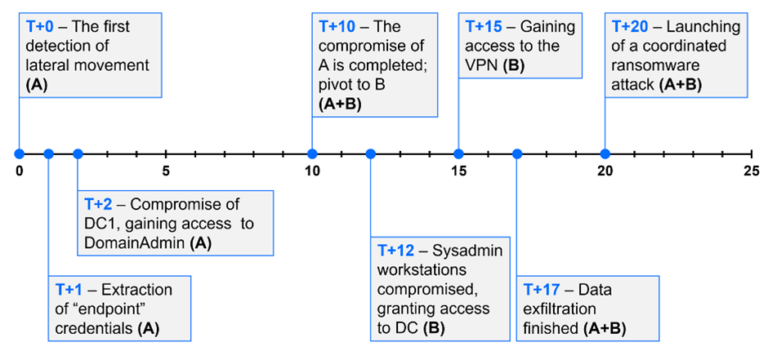 T+0 – The first
detection of
lateral movement
(A)
T+10 – The
compromise of
A is completed;
pivot to B
(A+B)
T+15 – Gaining
access to the
VPN (B)
T+20 – Launching
of a coordinated
ransomware
attack (A+B)
0
5
10
15
20
25
T+2 – Compromise of
DC1, gaining access to
DomainAdmin (A)
T+12 – Sysadmin
workstations
compromised,
granting access
to DC (B)
T+1 – Extraction
of “endpoint”
credentials (A)
T+17 – Data
exfiltration
finished (A+B)